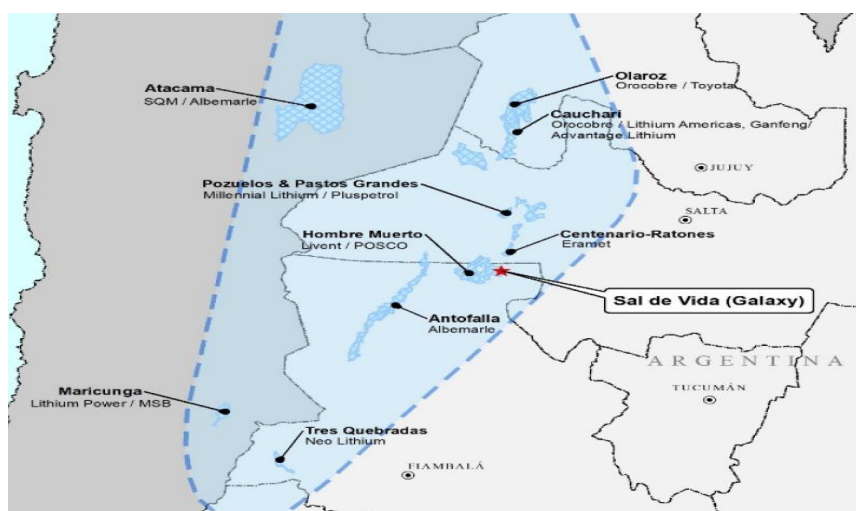 Atacama
SQM / Albemarle
Olaroz
Orocobre / Toyota
Cauchari
Orocobre / Lithium Americas, Ganfeng/
Advantage Lithium
JUJUY
Pozuelos & Pastos Grandes
Millennial Lithium / Pluspetrol
SALTA
Hombre Muerto
Livent / POSCO
Centenario-Ratones
Eramet
Sal de Vida (Galaxy)
Antofalla
Albemarle
ARGENTINA
TUCUMÁN
Maricunga
Lithium Power / MSB
Tres Quebradas
Neo Lithium
FIAMBALÁ